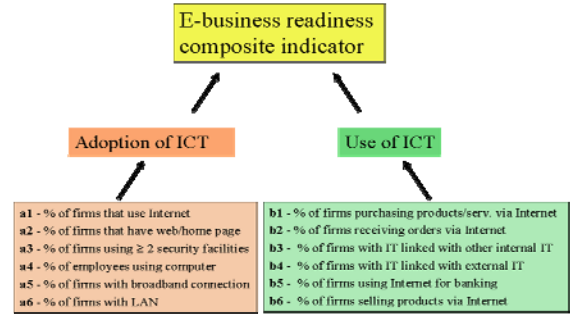 E-business readiness
composite indicator
Adoption of ICT
Use of ICT
a1 - % of firms that use Internet
a2 - % of firms that have web/home page
a3 - % of firms using ≥ 2 security facilities
a4 - % of employees using computer
a5 - % of firms with broadband connection
a6 - % of firms with LAN
b1 - % of firms purchasing products/serv. via Internet
b2 - % of firms receiving orders via Internet
b3 - % of firms with IT linked with other internal IT
b4 - % of firms with IT linked with external IT
b5 - % of firms using Internet for banking
b6 - % of firms selling products via Internet